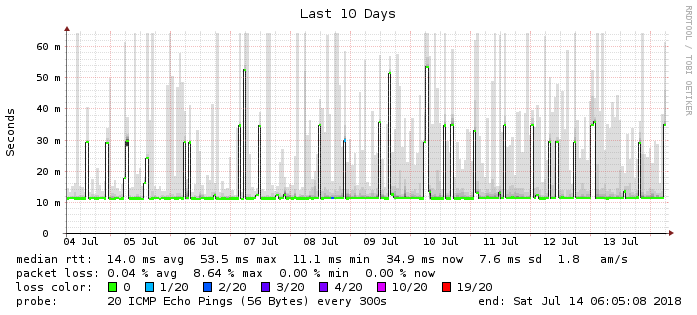 Last 10 Days
RRDTOOL / TOBI OETIKER
Seconds
60 m
50 m
40 m
30 m
20 m
10 m
0
04 Jul 05 Jul 06 Jul 07 Jul 08 Jul 09 Jul 10 Jul 11 Jul 12 Jul 13 Jul
median rtt: 14.0 ms avg 53.5 ms max 11.1 ms min 34.9 ms now 7.6 ms sd 1.8 am/s
packet loss: 0.04 % avg 8.64 % max 0.00 % min 0.00 % now
loss color: 0 1/20 2/20 3/20 4/20 10/20 19/20
probe: 20 ICMP Echo Pings (56 Bytes) every 300s end: Sat Jul 14 06:05:08 2018